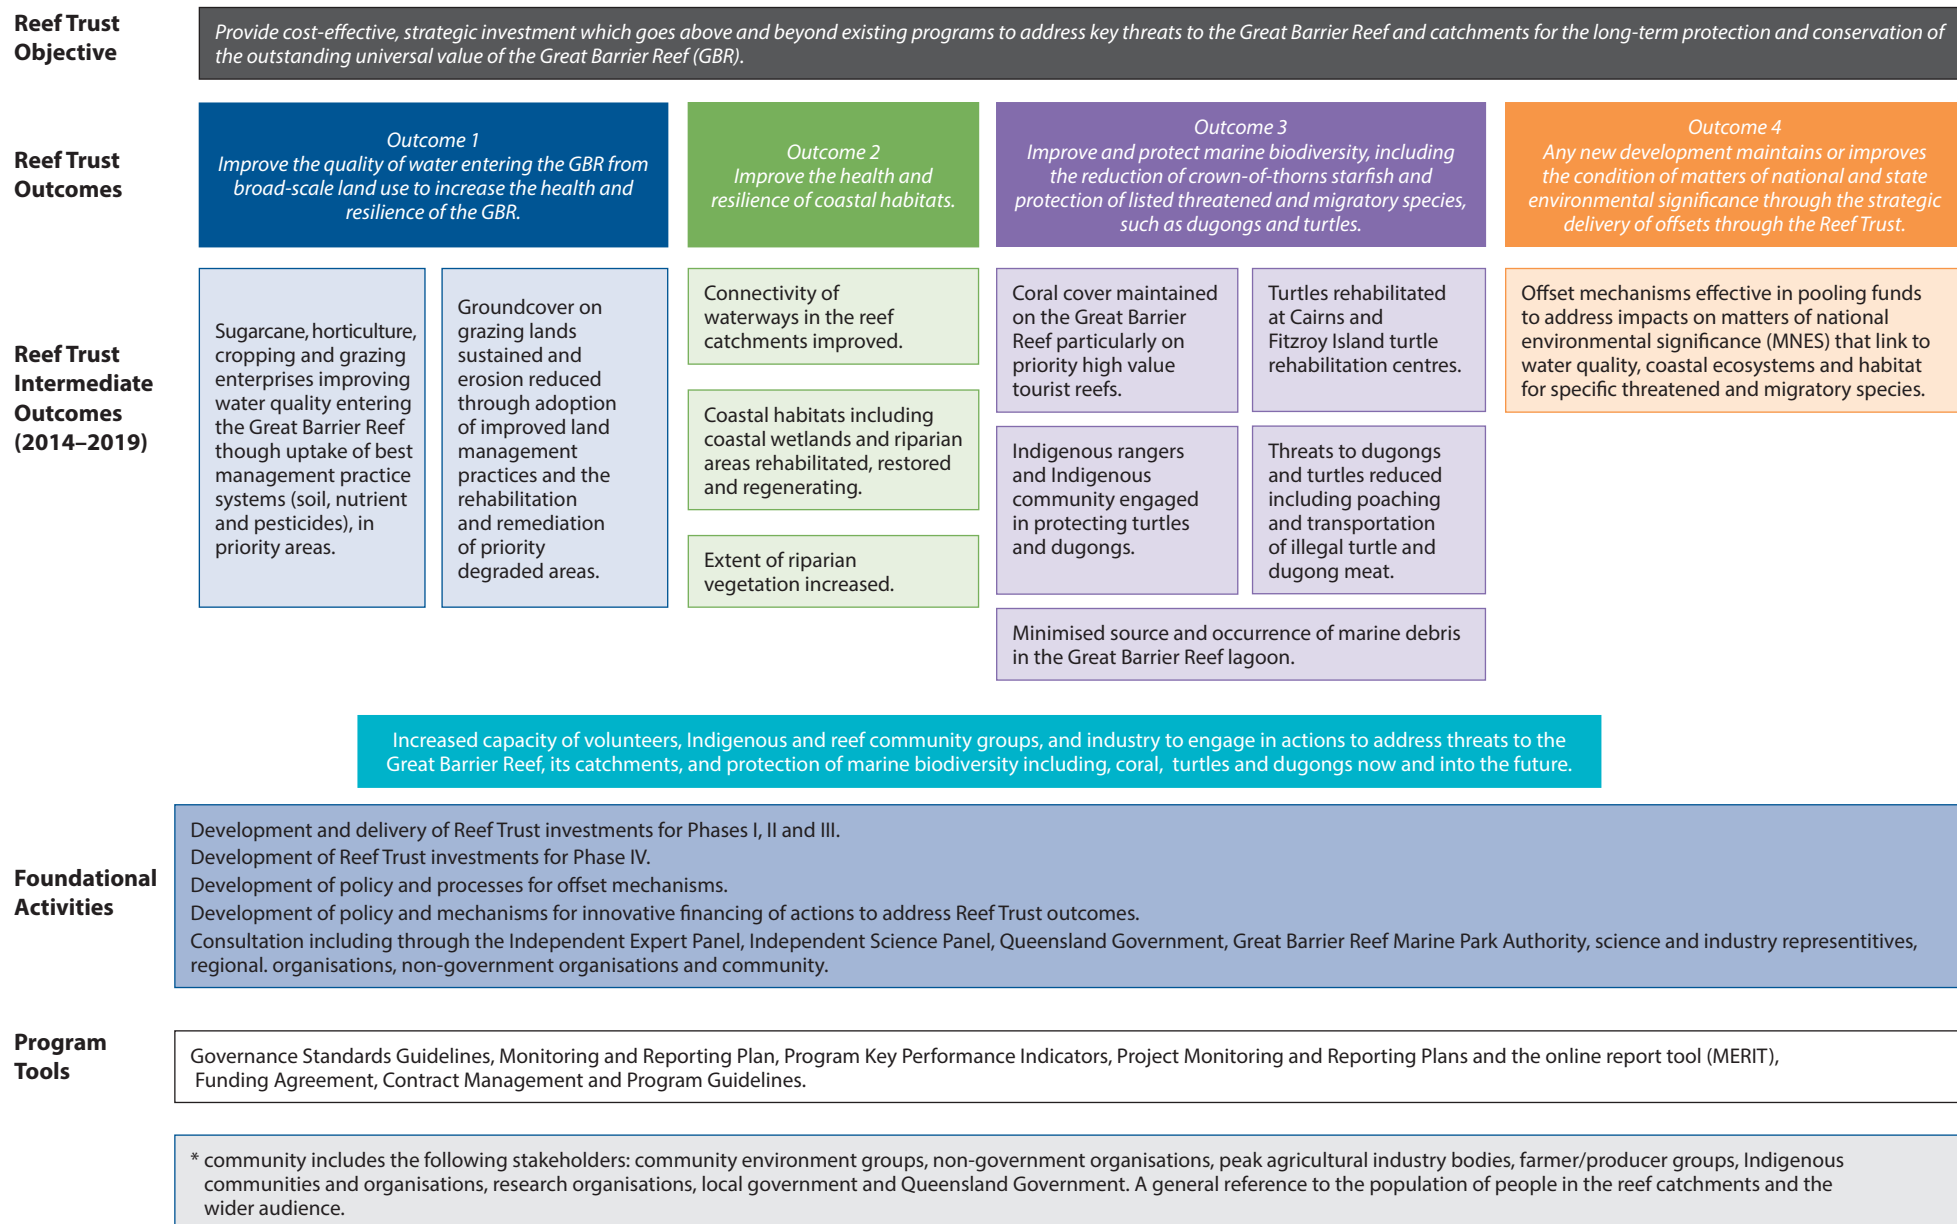 Reef Trust
Objective
Provide cost-effective, strategic investment which goes above and beyond existing programs to address key threats to the Great Barrier Reef and catchments for the long-term protection and conservation of
the outstanding universal value of the Great Barrier Reef (GBR).
Reef Trust
Outcomes
Outcome 1
Improve the quality of water entering the GBR from
broad-scale land use to increase the health and
resilience of the GBR.
Outcome 2
Improve the health and
resilience of coastal habitats.
Outcome 3
Improve and protect marine biodiversity, including
the reduction of crown-of-thorns starfish and
protection of listed threatened and migratory species,
such as dugongs and turtles.
Outcome 4
Any new development maintains or improves
the condition of matters of national and state
environmental significance through the strategic
delivery of offsets through the Reef Trust.
Reef Trust
Intermediate
Outcomes
(2014–2019)
Sugarcane, horticulture,
cropping and grazing
enterprises improving
water quality entering
the Great Barrier Reef
though uptake of best
management practice
systems (soil, nutrient
and pesticides), in
priority areas.
Groundcover on
grazing lands
sustained and
erosion reduced
through adoption
of improved land
management
practices and the
rehabilitation
and remediation
of priority
degraded areas.
Connectivity of
waterways in the reef
catchments improved.
Coastal habitats including
coastal wetlands and riparian
areas rehabilitated, restored
and regenerating.
Extent of riparian
vegetation increased.
Coral cover maintained
on the Great Barrier
Reef particularly on
priority high value
tourist reefs.
Turtles rehabilitated
at Cairns and
Fitzroy Island turtle
rehabilitation centres.
Indigenous rangers
and Indigenous
community engaged
in protecting turtles
and dugongs.
Threats to dugongs
and turtles reduced
including poaching
and transportation
of illegal turtle and
dugong meat.
Minimised source and occurrence of marine debris
in the Great Barrier Reef lagoon.
Offset mechanisms effective in pooling funds
to address impacts on matters of national
environmental significance (MNES) that link to
water quality, coastal ecosystems and habitat
for specific threatened and migratory species.
Increased capacity of volunteers, Indigenous and reef community groups, and industry to engage in actions to address threats to the
Great Barrier Reef, its catchments, and protection of marine biodiversity including, coral, turtles and dugongs now and into the future.
Foundational
Activities
Development and delivery of Reef Trust investments for Phases I, II and III.
Development of Reef Trust investments for Phase IV.
Development of policy and processes for offset mechanisms.
Development of policy and mechanisms for innovative financing of actions to address Reef Trust outcomes.
Consultation including through the Independent Expert Panel, Independent Science Panel, Queensland Government, Great Barrier Reef Marine Park Authority, science and industry representitives,
regional. organisations, non-government organisations and community.
Program
Tools
Governance Standards Guidelines, Monitoring and Reporting Plan, Program Key Performance Indicators, Project Monitoring and Reporting Plans and the online report tool (MERIT),
Funding Agreement, Contract Management and Program Guidelines.
* community includes the following stakeholders: community environment groups, non-government organisations, peak agricultural industry bodies, farmer/producer groups, Indigenous
communities and organisations, research organisations, local government and Queensland Government. A general reference to the population of people in the reef catchments and the
wider audience.